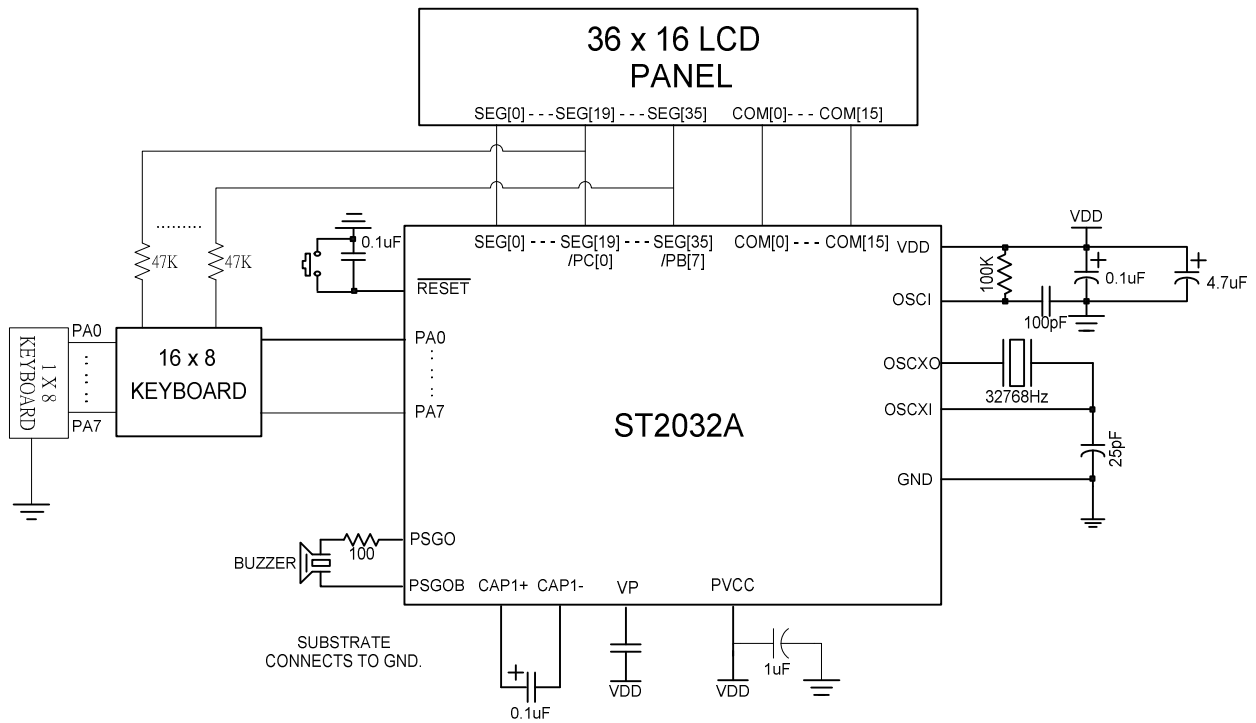 36 x 16 LCD
PANEL
SEG[0] - - - SEG[19] - - - SEG[35] COM[0]- - - COM[15]
.........
47K
47K
0.1uF
RESET
SEG[0] - - - SEG[19] - - - SEG[35] COM[0]- - - COM[15]
/PC[0] /PB[7]
VDD
VDD
100K
0.1uF
4.7uF
OSCI
100pF
PA0
1 X 8
KEYBOARD
16 x 8
KEYBOARD
PA7
PA0
PA7
ST2032A
OSCXO
32768Hz
OSCXI
25pF
GND
BUZZER
100
PSGO
PSGOB
CAP1+ CAP1- VP PVCC
SUBSTRATE
CONNECTS TO GND.
0.1uF
VDD
VDD
1uF